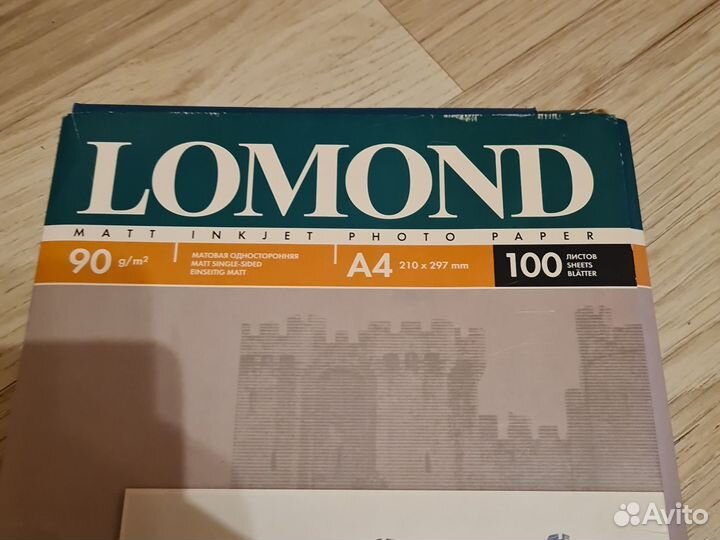 LOMOND
MATT INKJET PHOTO PAPER
90 g/m²
МАТОВАЯ ОДНОСТОРОННЯЯ
MATT SINGLE-SIDED
EINSEITIG MATT
A4 210 x 297 mm
100 ЛИСТОВ
SHEETS
BLÄTTER
Avito